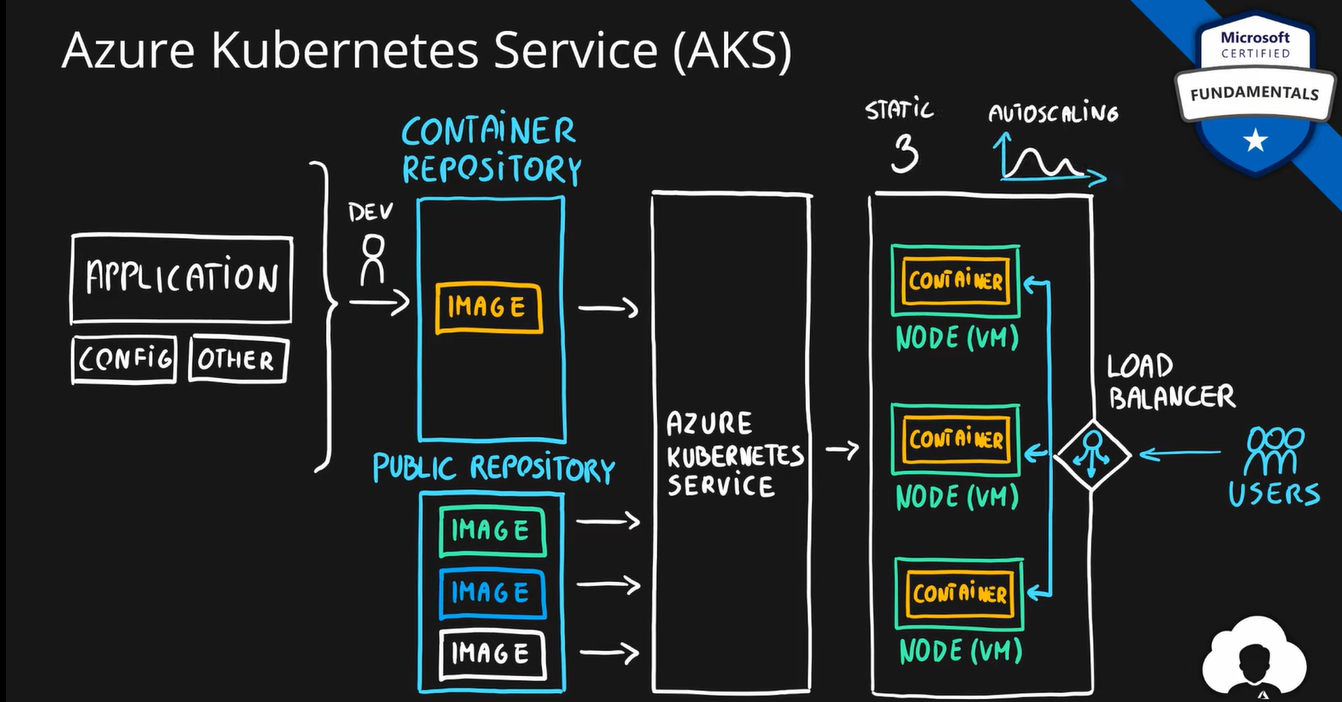 Azure Kubernetes Service (AKS)
Microsoft
CERTIFIED
FUNDAMENTALS
APPLICATION
CONFIG
OTHER
DEV
CONTAINER
REPOSITORY
IMAGE
PUBLIC REPOSITORY
IMAGE
IMAGE
IMAGE
AZURE
KUBERNETES
SERVICE
STATIC
3
AUTOSCALING
CONTAINER
NODE (VM)
CONTAINER
NODE (VM)
CONTAINER
NODE (VM)
LOAD
BALANCER
USERS